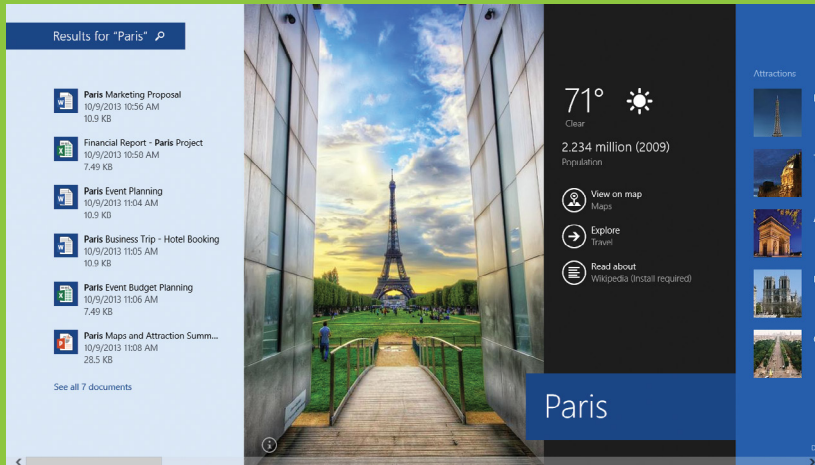 Results for "Paris"
Paris Marketing Proposal
10/9/2013 10:56 AM
10.9 KB
Financial Report - Paris Project
10/9/2013 10:58 AM
7.49 KB
Paris Event Planning
10/9/2013 11:04 AM
10.9 KB
Paris Business Trip - Hotel Booking
10/9/2013 11:05 AM
10.9 KB
Paris Event Budget Planning
10/9/2013 11:06 AM
7.49 KB
Paris Maps and Attraction Summ...
10/9/2013 11:08 AM
28.5 KB
See all 7 documents
71°
Clear
2.234 million (2009)
Population
View on map
Maps
Explore
Travel
Read about
Wikipedia (Install required)
Paris
Attractions